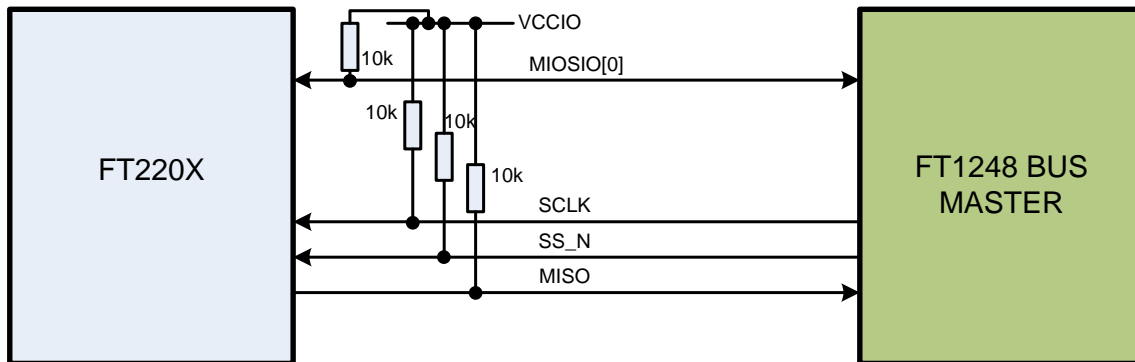 VCCIO
10k
MIOSIO[0]
10k
10k
FT220X
FT1248 BUS
MASTER
10k
SCLK
SS_N
MISO